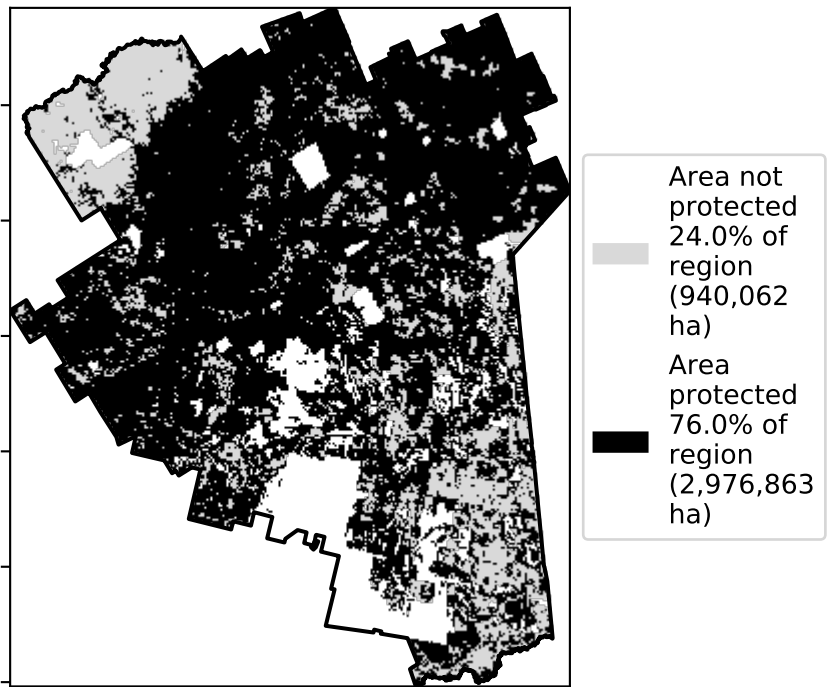 Area not
protected
24.0% of
region
(940,062
ha)
Area
protected
76.0% of
region
(2,976,863
ha)